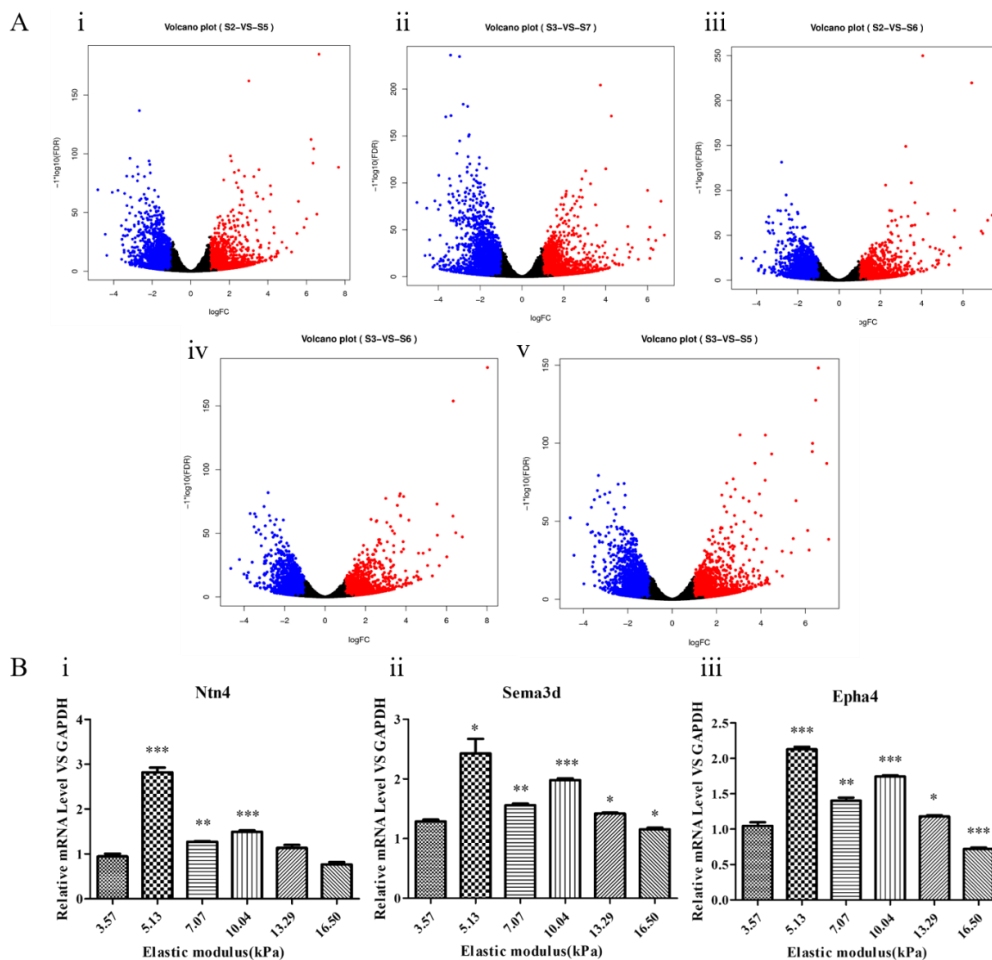 A
i
ii
iii
Volcano plot ( S2−VS−S5 )
Volcano plot ( S3−VS−S7 )
Volcano plot ( S2−VS−S6 )
−1*log10(FDR)
150
100
50
0
−4 −2 0 2 4 6 8
logFC
−1*log10(FDR)
200
150
100
50
0
−4 −2 0 2 4 6
logFC
−1*log10(FDR)
250
200
150
100
50
0
−4 −2 0 2 4 6
ogFC
iv
v
Volcano plot ( S3−VS−S6 )
Volcano plot ( S3−VS−S5 )
−1*log10(FDR)
150
100
50
0
−4 −2 0 2 4 6 8
logFC
−1*log10(FDR)
150
100
50
0
−4 −2 0 2 4 6
logFC
B
i
ii
iii
Ntn4
Relative mRNA Level VS GAPDH
4
3
2
1
0
***
**
***
3.57 5.13 7.07 10.04 13.29 16.50
Elastic modulus(kPa)
Sema3d
Relative mRNA Level VS GAPDH
3
2
1
0
*
**
***
*
*
3.57 5.13 7.07 10.04 13.29 16.50
Elastic modulus(kPa)
Epha4
Relative mRNA Level VS GAPDH
2.5
2.0
1.5
1.0
0.5
0.0
***
**
***
*
***
3.57 5.13 7.07 10.04 13.29 16.50
Elastic modulus(kPa)